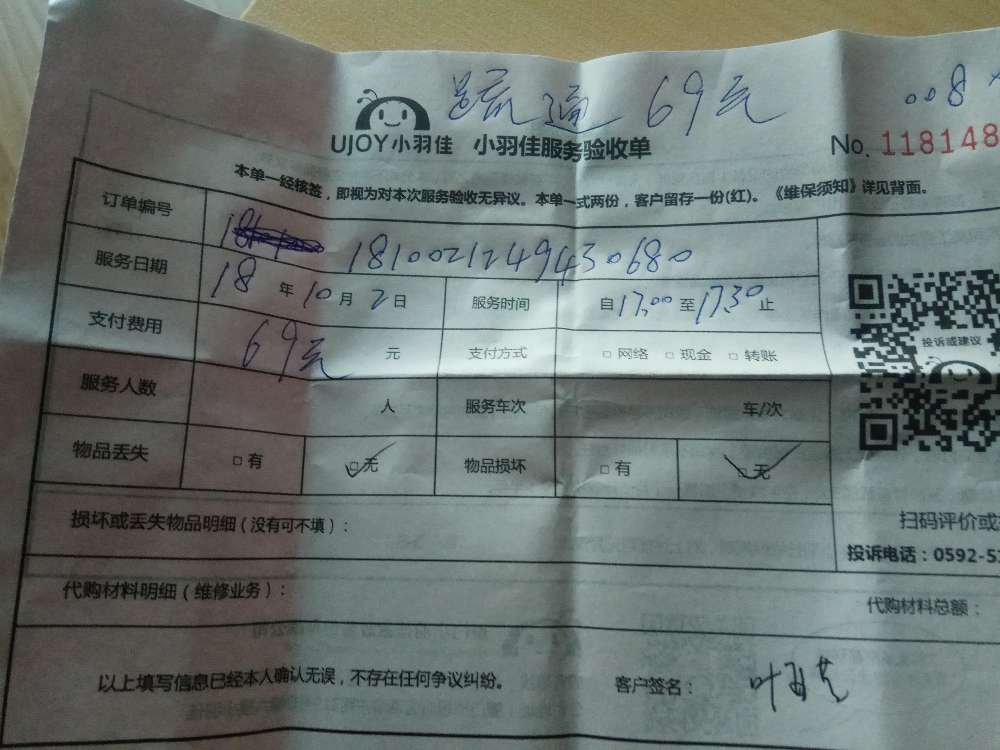 疏通 69元 008
UJOY小羽佳 小羽佳服务验收单 No. 118148
本单一经核签，即视为对本次服务验收无异议。本单一式两份，客户留存一份(红)。《维保须知》详见背面。
订单编号 1810021249430680
服务日期 18 年 10 月 2 日 服务时间 自 17:00 至 17:30 止
支付费用 69元 元 支付方式 □ 网络 □ 现金 □ 转账
投诉或建议
服务人数 人 服务车次 车/次
物品丢失 □ 有 ☑ 无 物品损坏 □ 有 ☑ 无
损坏或丢失物品明细（没有可不填）：
扫码评价或
投诉电话：0592-5
代购材料明细（维修业务）：
代购材料总额：
以上填写信息已经本人确认无误，不存在任何争议纠纷。 客户签名： 叶